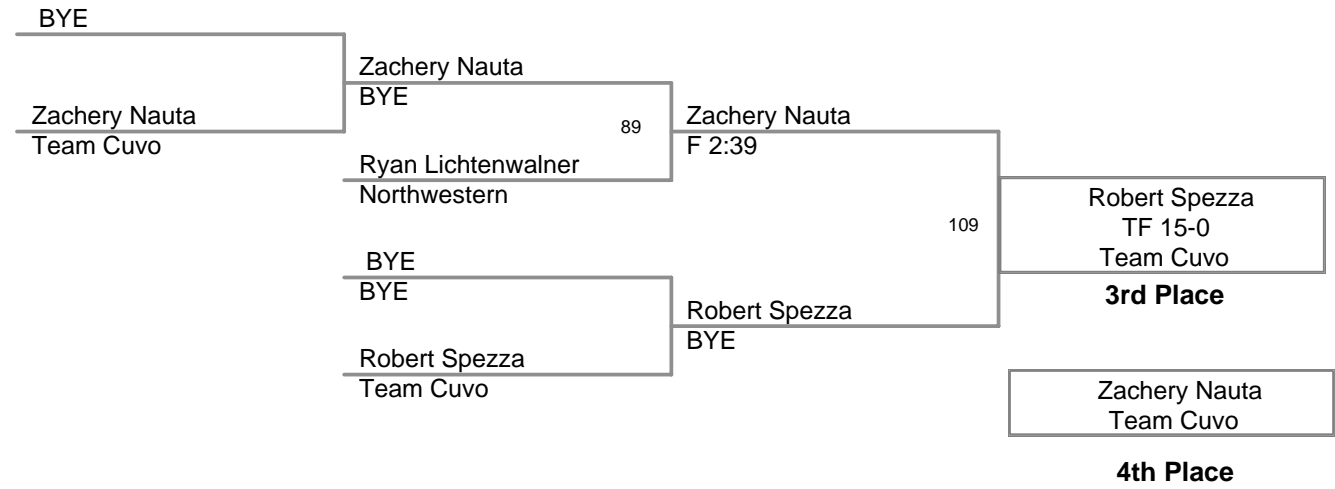 BYE
Zachery Nauta
Team Cuvo
Zachery Nauta
BYE
89
Ryan Lichtenwalner
Northwestern
BYE
BYE
Robert Spezza
Team Cuvo
Zachery Nauta
F 2:39
109
Robert Spezza
BYE
Robert Spezza
TF 15-0
Team Cuvo
3rd Place
Zachery Nauta
Team Cuvo
4th Place